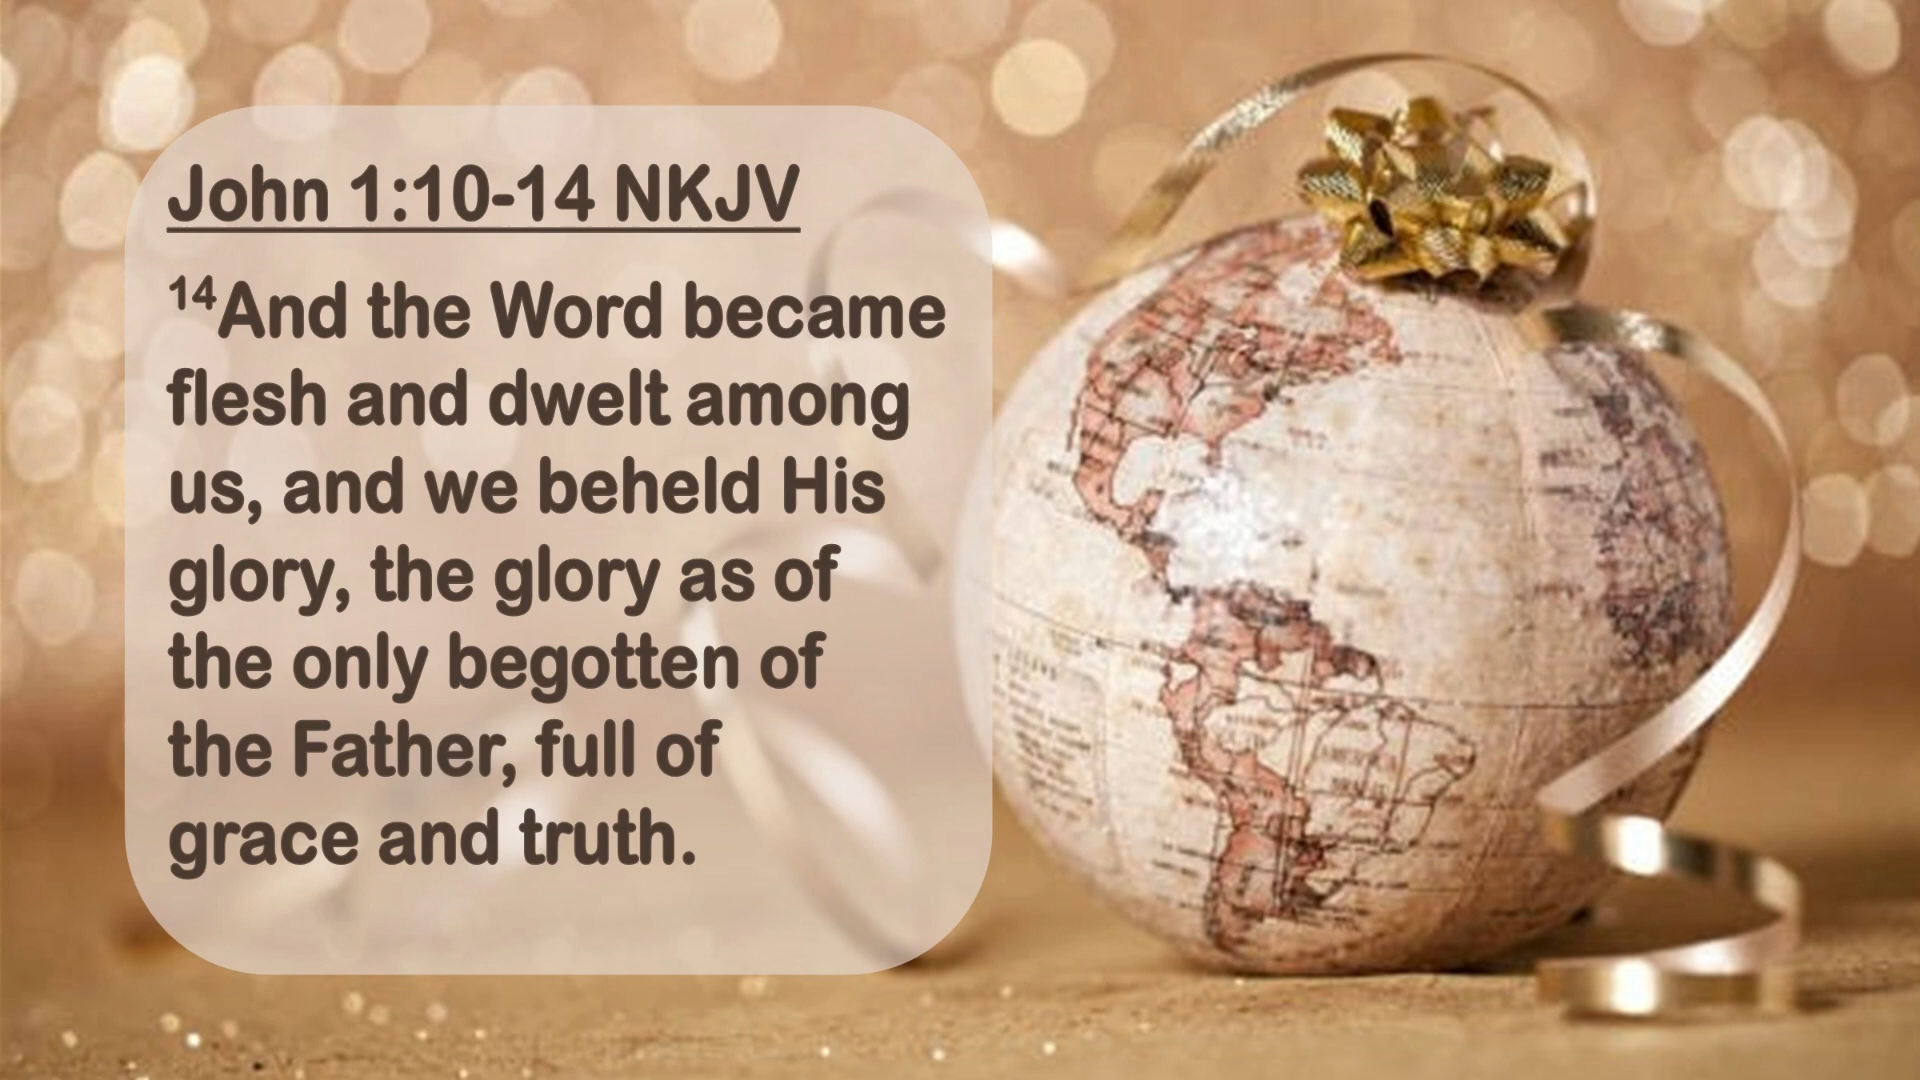 John 1:10-14 NKJV
¹⁴And the Word became
flesh and dwelt among
us, and we beheld His
glory, the glory as of
the only begotten of
the Father, full of
grace and truth.